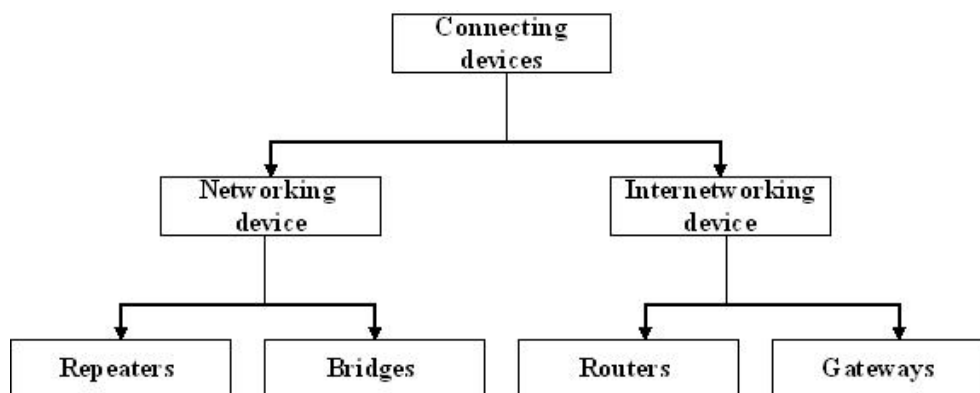 Connecting
devices
Networking
device
Internetworking
device
Repeaters
Bridges
Routers
Gateways